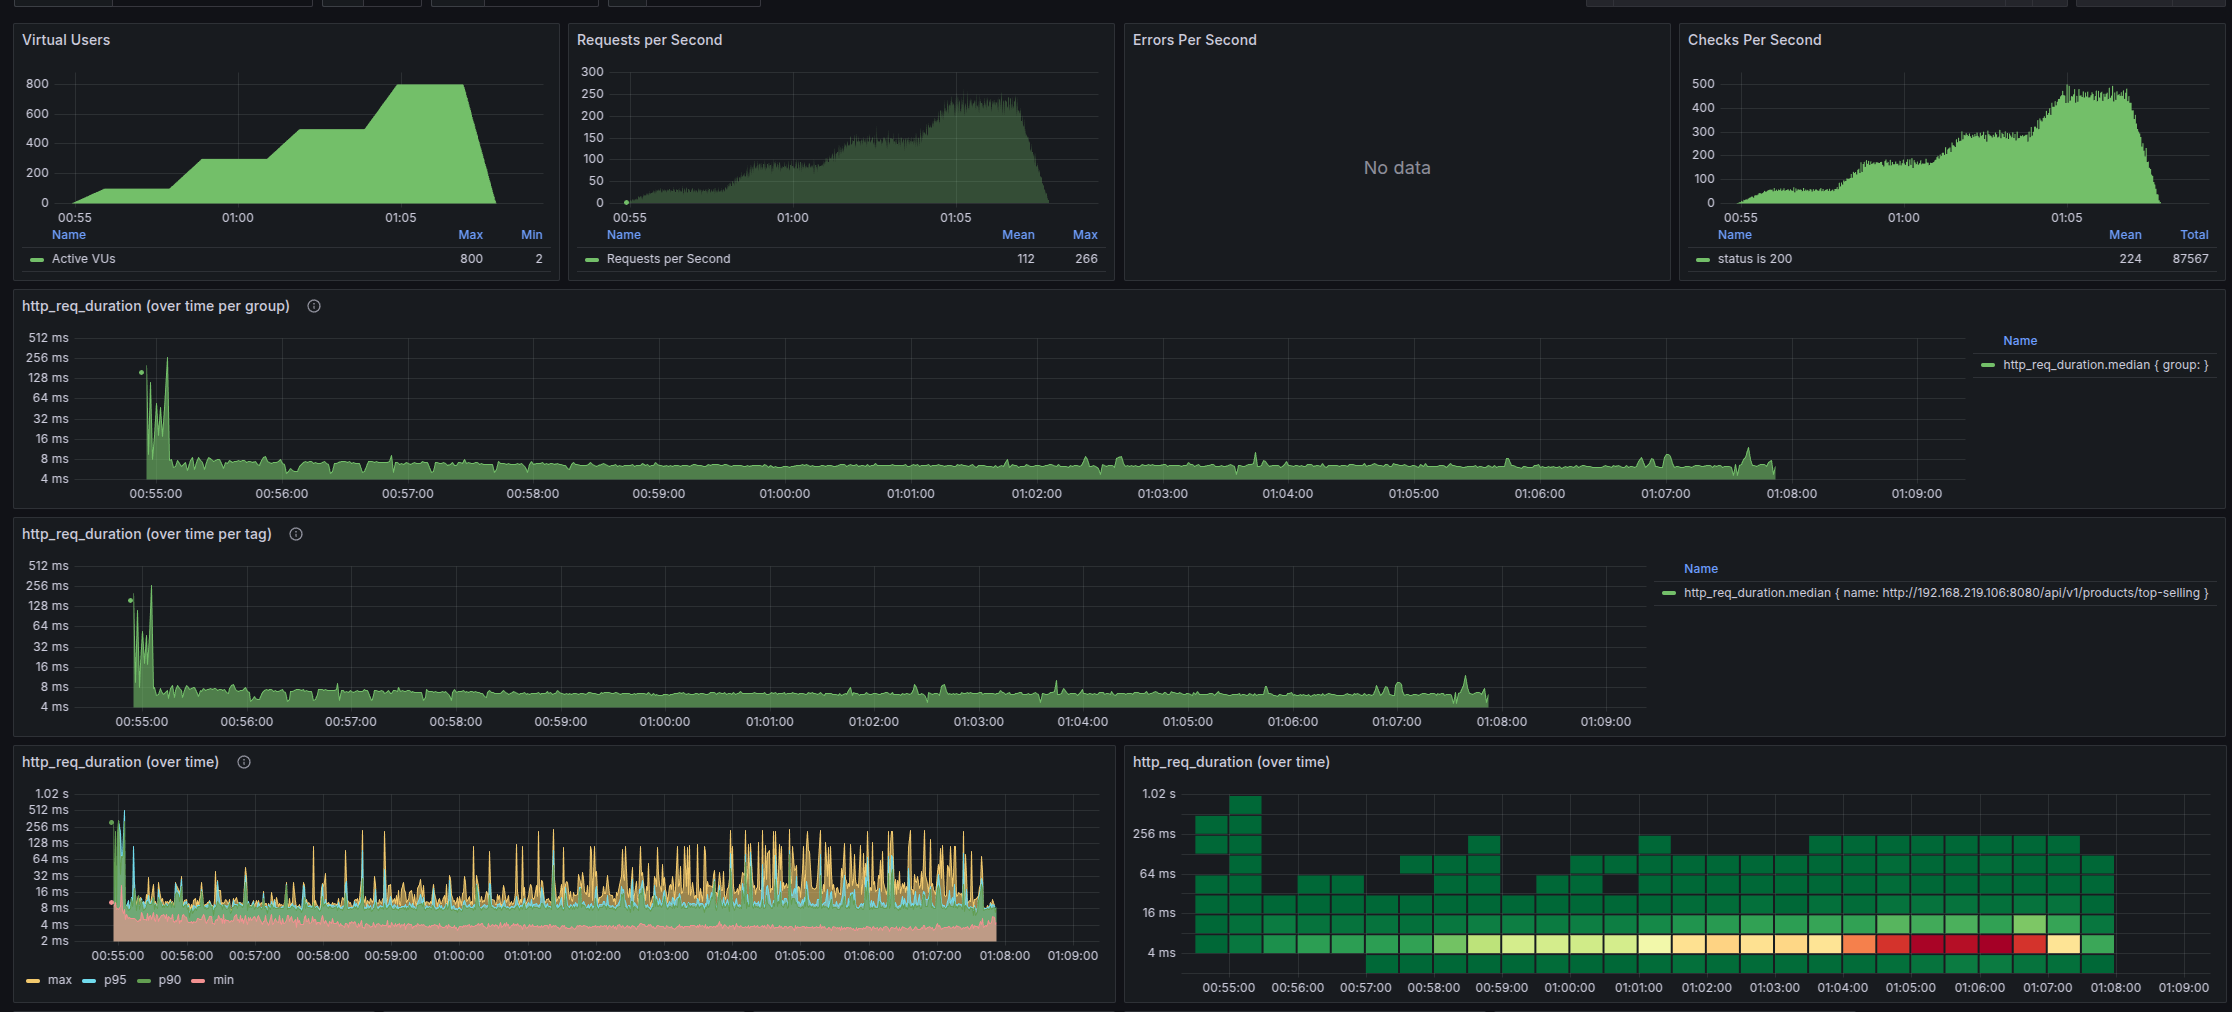 Virtual Users
800
600
400
200
0
00:55 01:00 01:05
Name Max Min
Active VUs 800 2
Requests per Second
300
250
200
150
100
50
0
00:55 01:00 01:05
Name Mean Max
Requests per Second 112 266
Errors Per Second
No data
Checks Per Second
500
400
300
200
100
0
00:55 01:00 01:05
Name Mean Total
status is 200 224 87567
http_req_duration (over time per group)
512 ms
256 ms
128 ms
64 ms
32 ms
16 ms
8 ms
4 ms
00:55:00 00:56:00 00:57:00 00:58:00 00:59:00 01:00:00 01:01:00 01:02:00 01:03:00 01:04:00 01:05:00 01:06:00 01:07:00 01:08:00 01:09:00
Name
http_req_duration.median { group: }
http_req_duration (over time per tag)
512 ms
256 ms
128 ms
64 ms
32 ms
16 ms
8 ms
4 ms
00:55:00 00:56:00 00:57:00 00:58:00 00:59:00 01:00:00 01:01:00 01:02:00 01:03:00 01:04:00 01:05:00 01:06:00 01:07:00 01:08:00 01:09:00
Name
http_req_duration.median { name: http://192.168.219.106:8080/api/v1/products/top-selling }
http_req_duration (over time)
1.02 s
512 ms
256 ms
128 ms
64 ms
32 ms
16 ms
8 ms
4 ms
2 ms
00:55:00 00:56:00 00:57:00 00:58:00 00:59:00 01:00:00 01:01:00 01:02:00 01:03:00 01:04:00 01:05:00 01:06:00 01:07:00 01:08:00 01:09:00
max p95 p90 min
http_req_duration (over time)
1.02 s
256 ms
64 ms
16 ms
4 ms
00:55:00 00:56:00 00:57:00 00:58:00 00:59:00 01:00:00 01:01:00 01:02:00 01:03:00 01:04:00 01:05:00 01:06:00 01:07:00 01:08:00 01:09:00